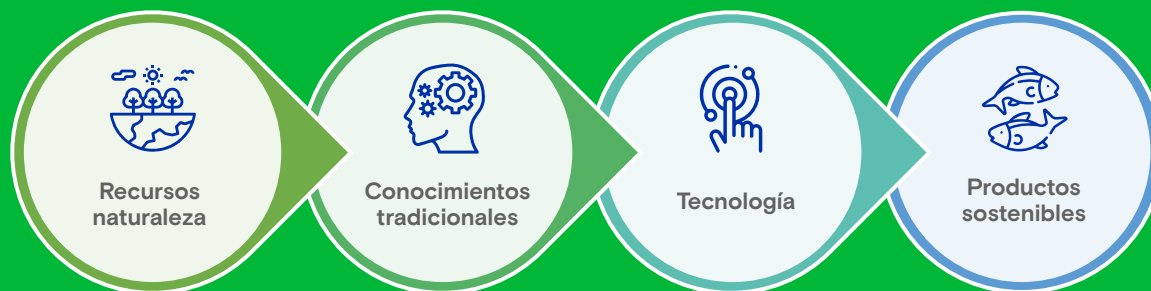 Recursos
naturaleza
Conocimientos
tradicionales
Tecnología
Productos
sostenibles